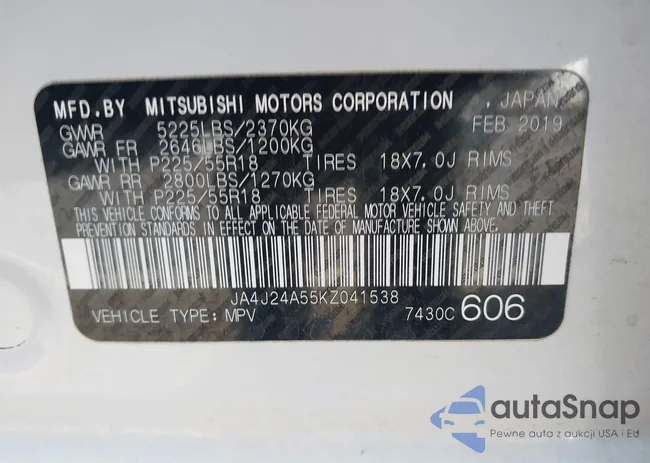 MFD.BY MITSUBISHI MOTORS CORPORATION , JAPAN
GVWR 5225LBS/2370KG FEB 2019
GAWR FR 2646LBS/1200KG
WITH P225/55R18 TIRES 18X7.0J RIMS
GAWR RR 2800LBS/1270KG
WITH P225/55R18 TIRES 18X7.0J RIMS
THIS VEHICLE CONFORMS TO ALL APPLICABLE FEDERAL MOTOR VEHICLE SAFETY AND THEFT
PREVENTION STANDARDS IN EFFECT ON THE DATE OF MANUFACTURE SHOWN ABOVE.
JA4J24A55KZ041538
VEHICLE TYPE: MPV 7430C 606
autaSnap
Pewne auta z aukcji USA i EU